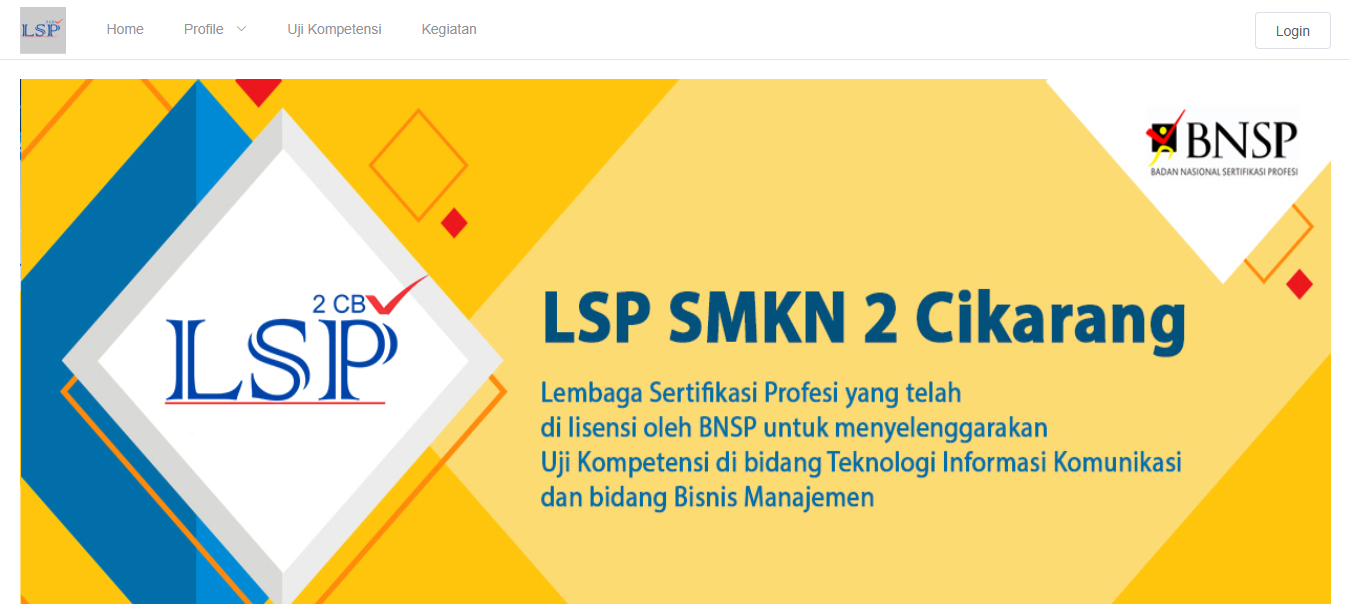 LSP
Home
Profile
Uji Kompetensi
Kegiatan
Login
BNSP
BADAN NASIONAL SERTIFIKASI PROFESI
2 CB
LSP
LSP SMKN 2 Cikarang
Lembaga Sertifikasi Profesi yang telah
di lisensi oleh BNSP untuk menyelenggarakan
Uji Kompetensi di bidang Teknologi Informasi Komunikasi
dan bidang Bisnis Manajemen